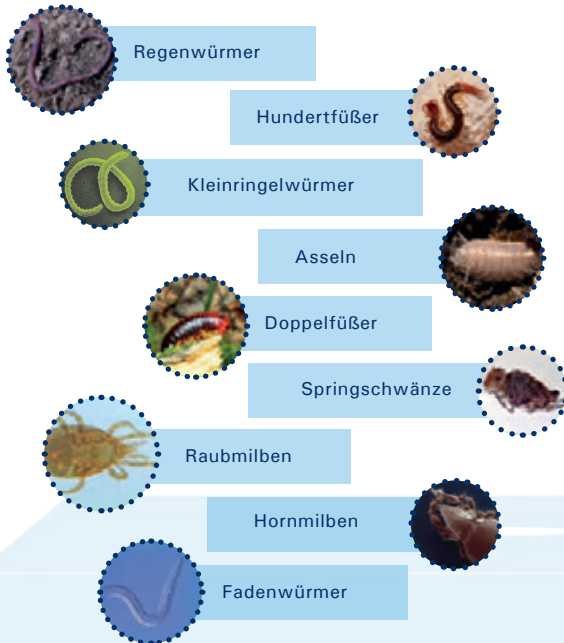 Regenwürmer
Hundertfüßer
Kleinringelwürmer
Asseln
Doppelfüßer
Springschwänze
Raubmilben
Hornmilben
Fadenwürmer